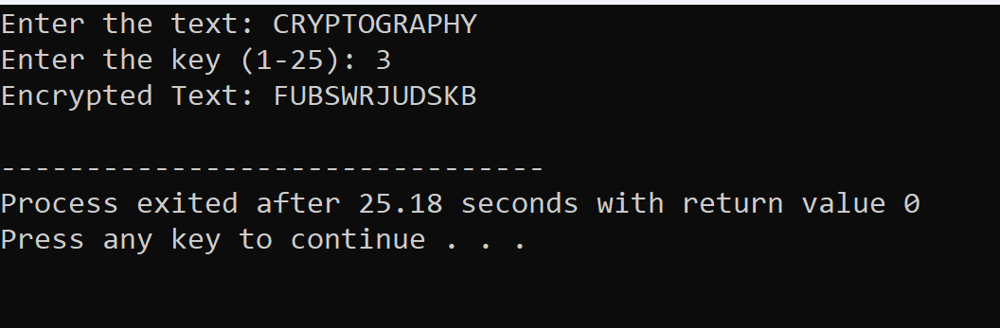 Enter the text: CRYPTOGRAPHY
Enter the key (1-25): 3
Encrypted Text: FUBSWRJUDSKB
--------------------------------
Process exited after 25.18 seconds with return value 0
Press any key to continue . . .